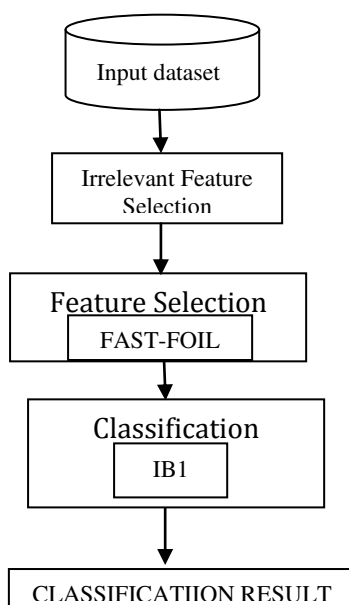 Input dataset
Irrelevant Feature
Selection
Feature Selection
FAST-FOIL
Classification
IB1
CLASSIFICATIION RESULT